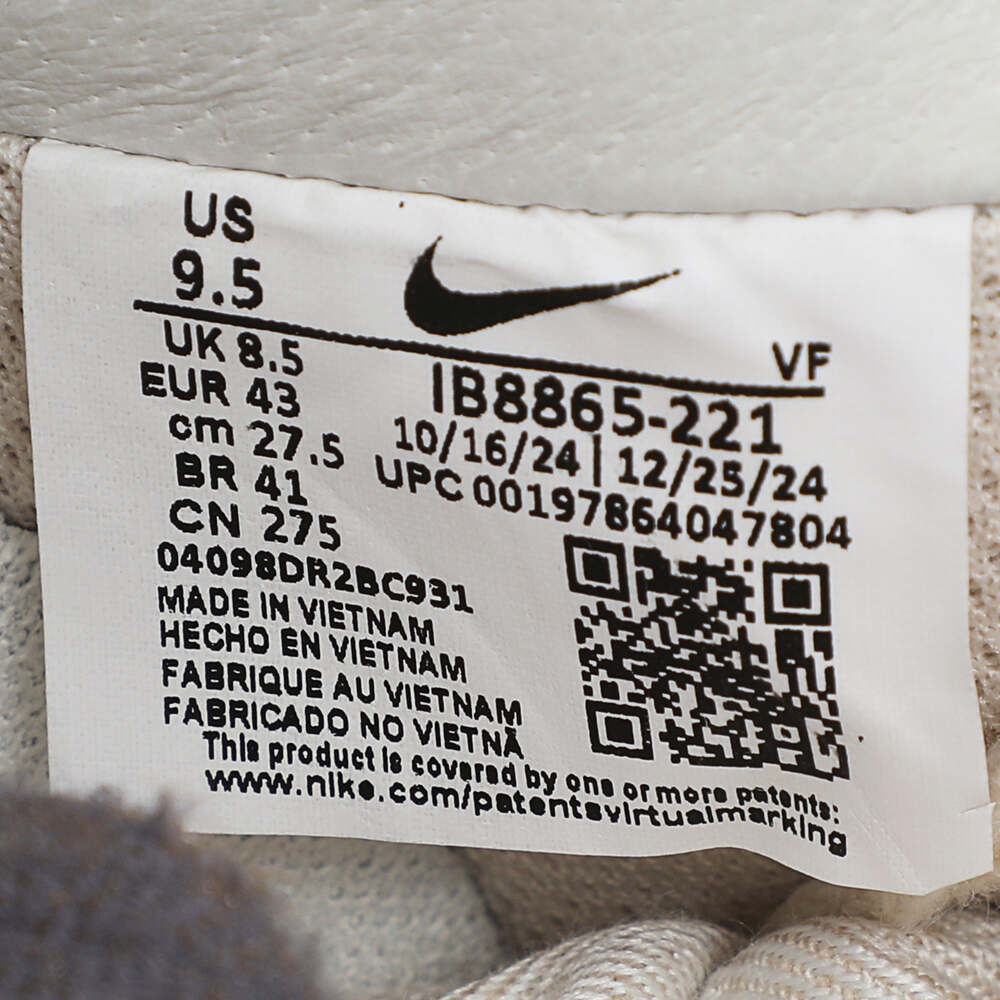 US
9.5
VF
UK 8.5
IB8865-221
EUR 43
10/16/24 | 12/25/24
cm 27.5
UPC 00197864047804
BR 41
CN 275
04098DR2BC931
MADE IN VIETNAM
HECHO EN VIETNAM
FABRIQUE AU VIETNAM
FABRICADO NO VIETNÃ
This product is covered by one or more patents:
www.nike.com/patentsvirtualmarking